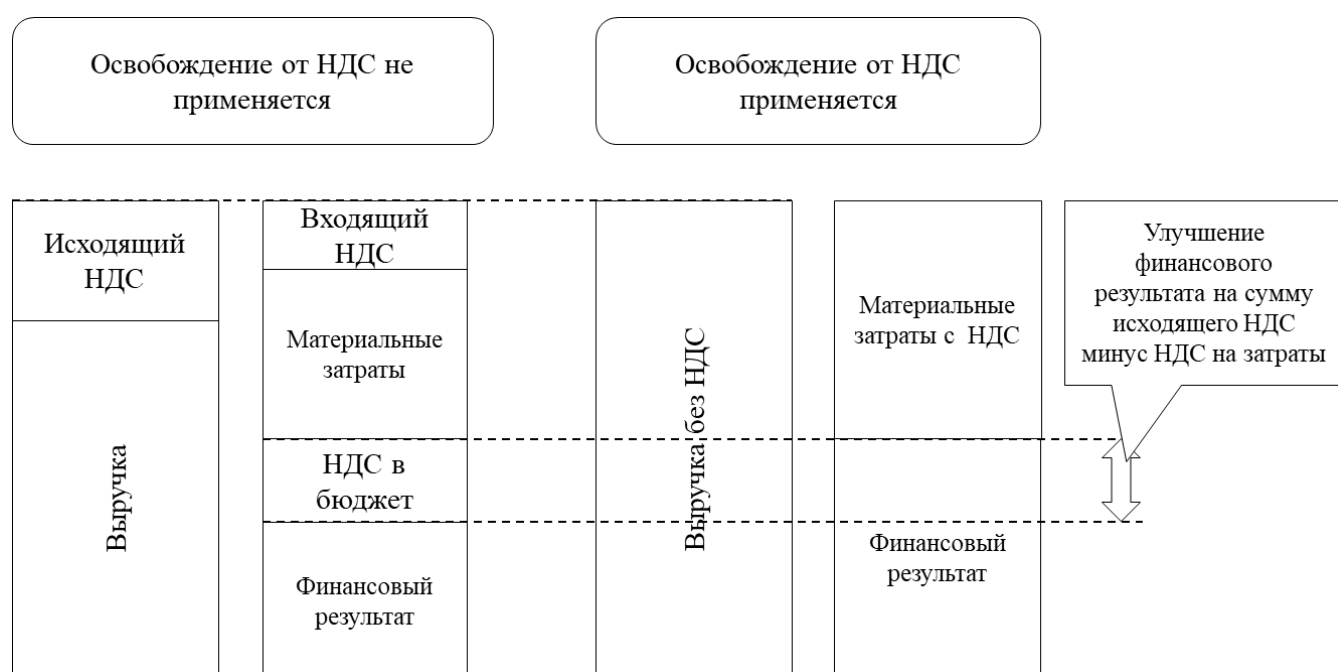 Освобождение от НДС не
применяется
Освобождение от НДС
применяется
Исходящий
НДС
Выручка
Входящий
НДС
Материальные
затраты
НДС в
бюджет
Финансовый
результат
Выручка без НДС
Материальные
затраты с НДС
Финансовый
результат
Улучшение
финансового
результата на сумму
исходящего НДС
минус НДС на затраты